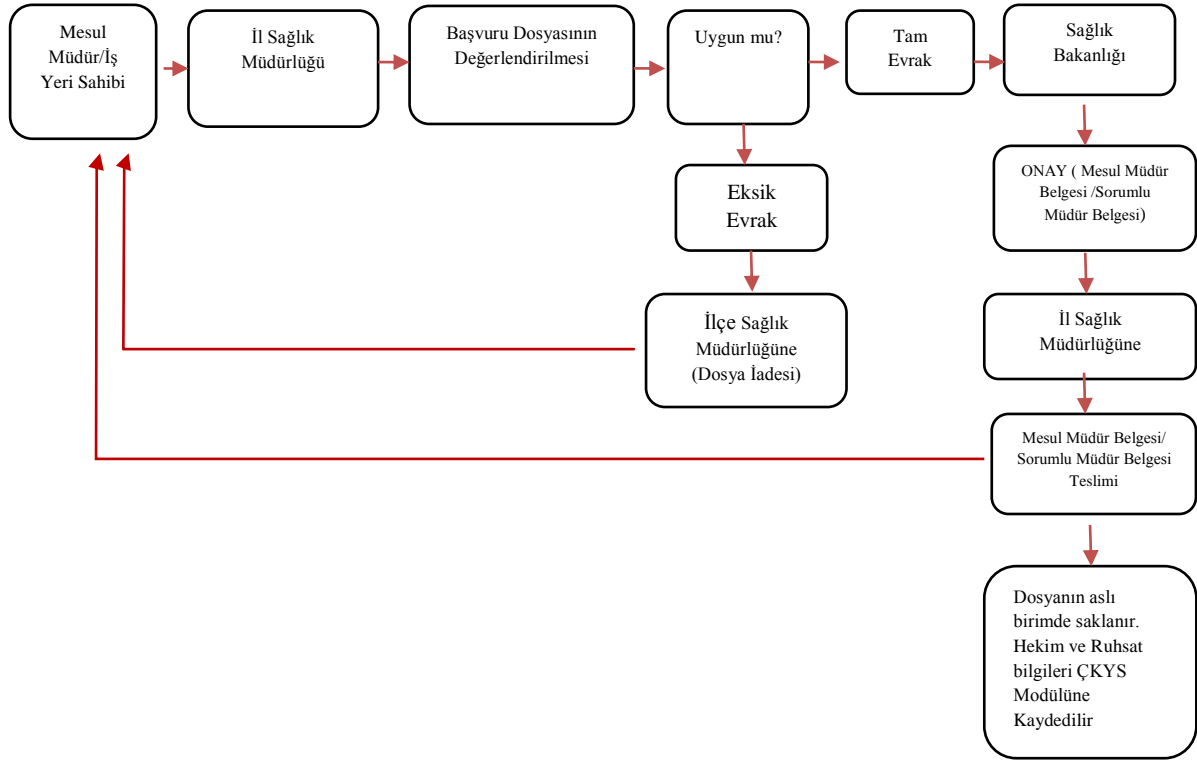 Mesul
Müdür/İş
Yeri Sahibi
İl Sağlık
Müdürlüğü
Başvuru Dosyasının
Değerlendirilmesi
Uygun mu?
Tam
Evrak
Sağlık
Bakanlığı
Eksik
Evrak
İlçe Sağlık
Müdürlüğüne
(Dosya İadesi)
ONAY ( Mesul Müdür
Belgesi /Sorumlu
Müdür Belgesi)
İl Sağlık
Müdürlüğüne
Mesul Müdür Belgesi/
Sorumlu Müdür Belgesi
Teslimi
Dosyanın aslı
birimde saklanır.
Hekim ve Ruhsat
bilgileri ÇKYS
Modülüne
Kaydedilir